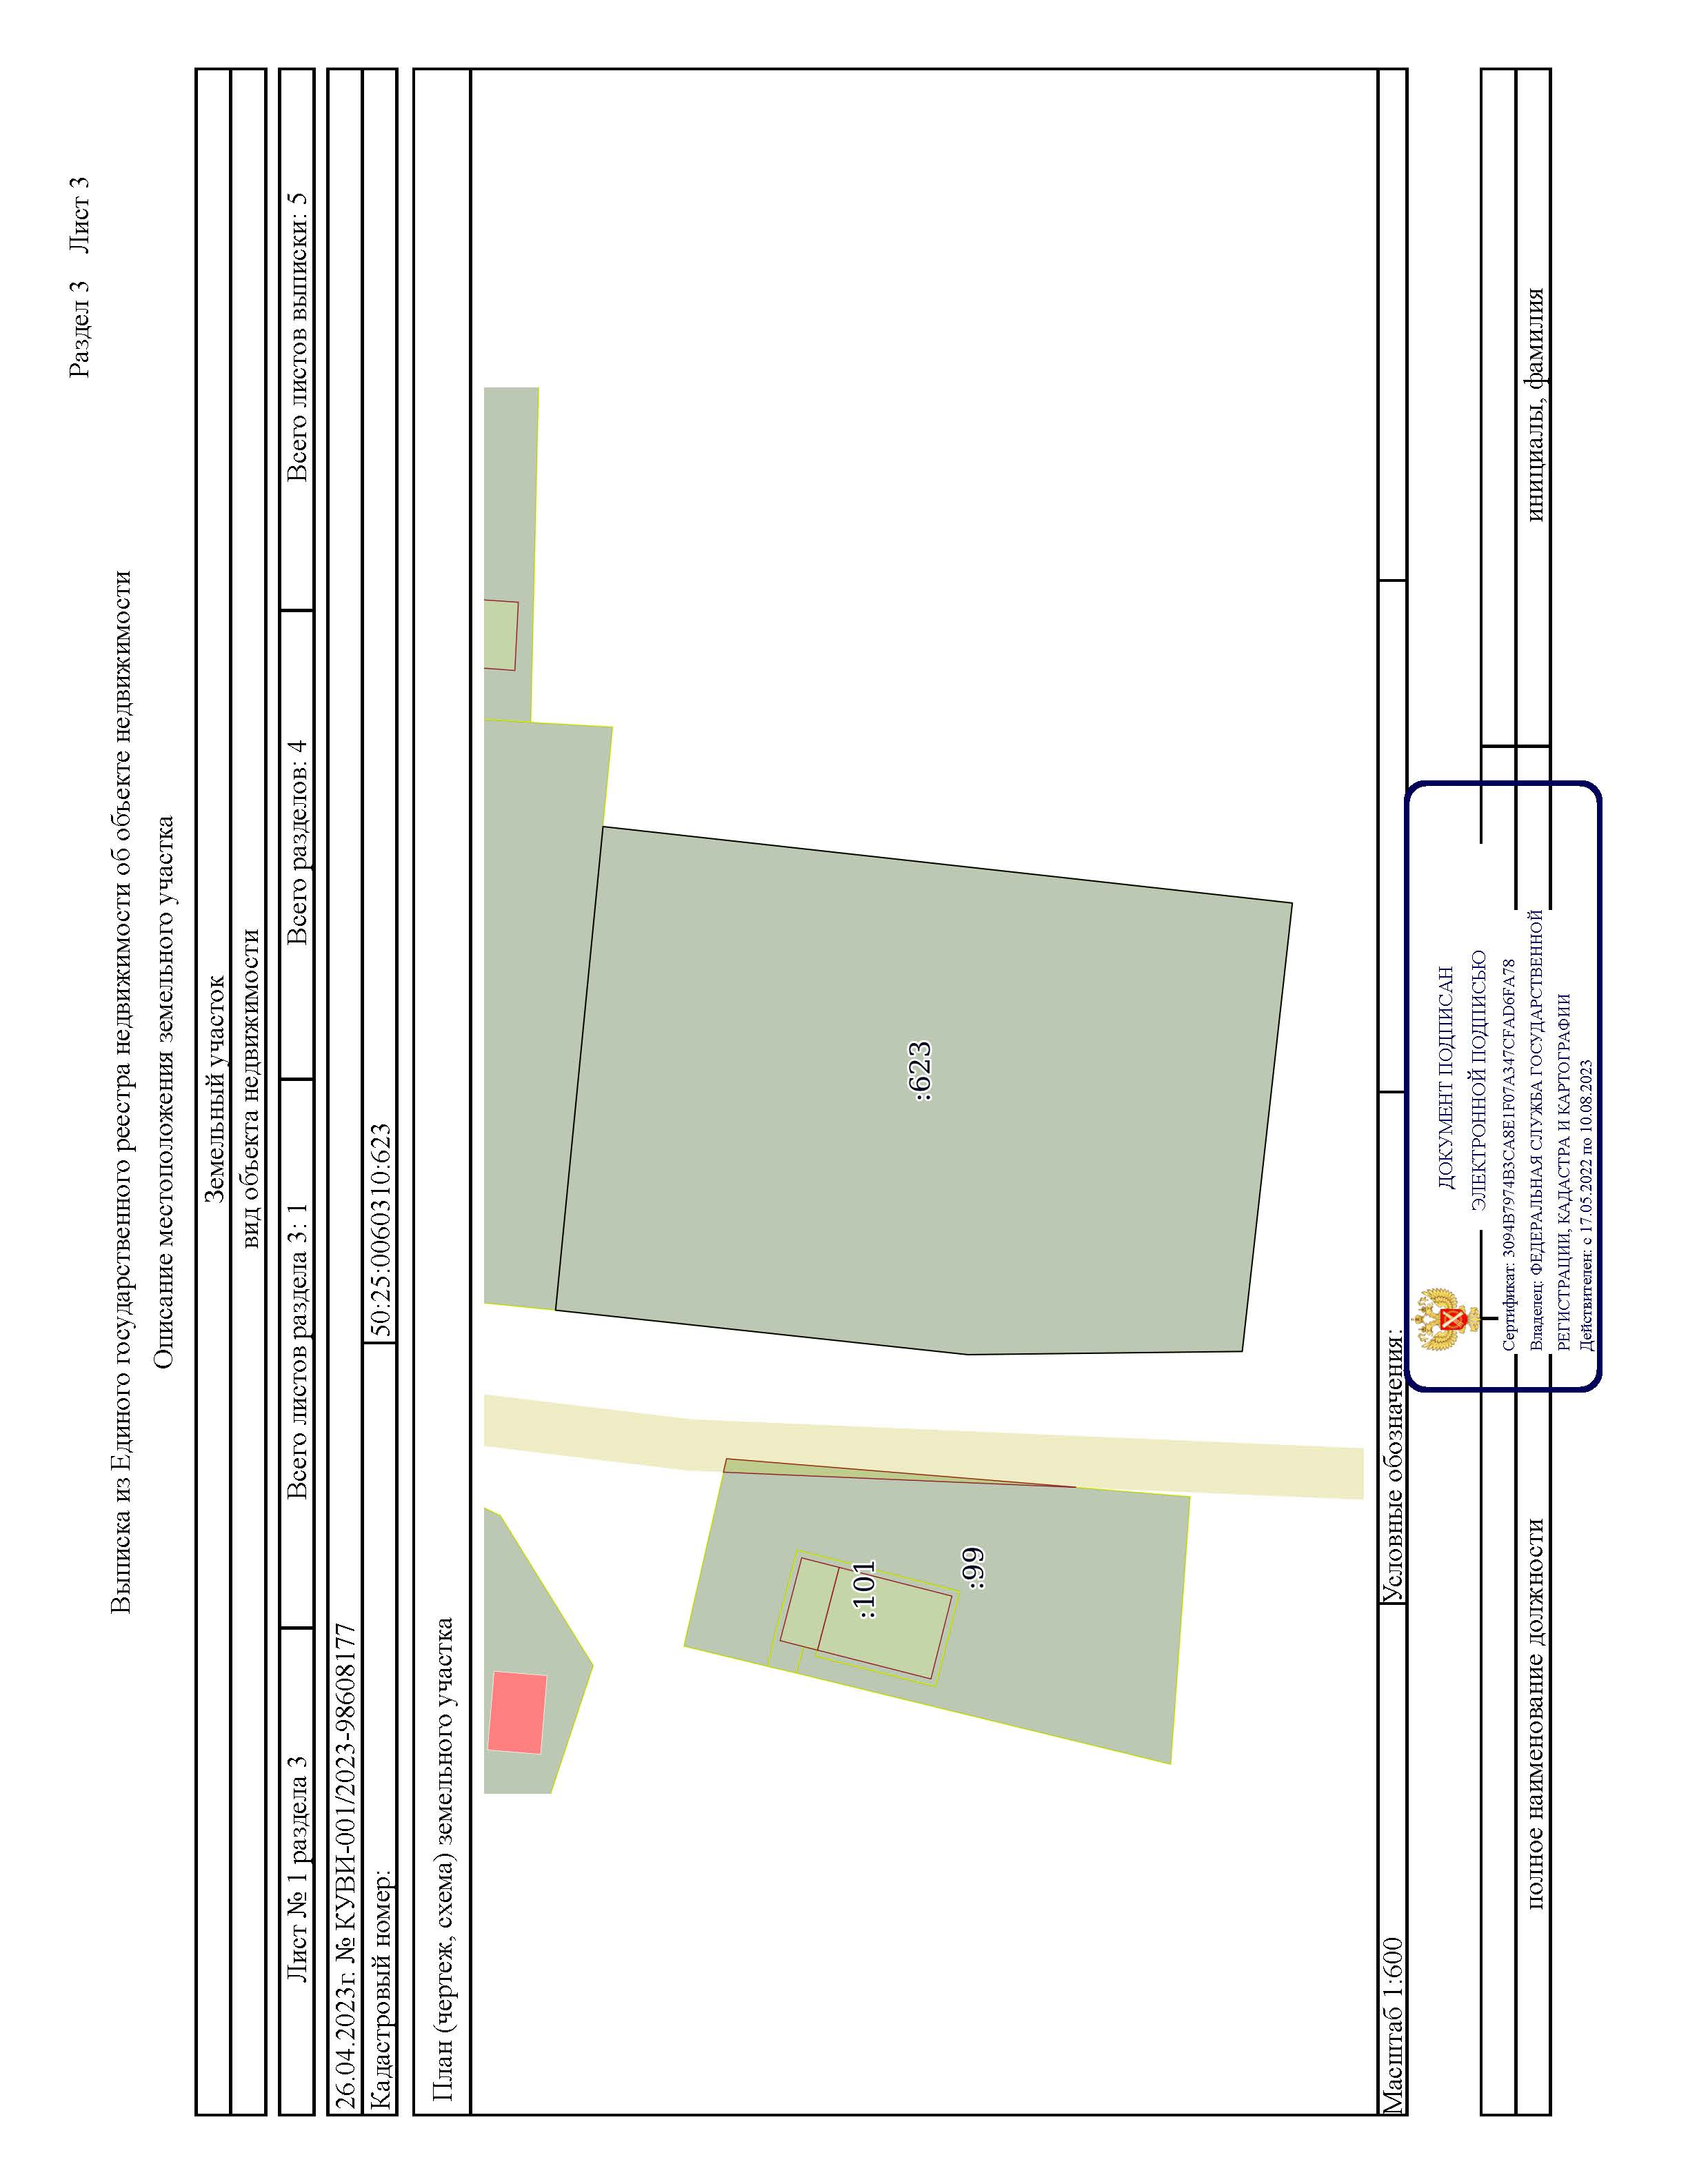 Раздел 3 Лист 3
Выписка из Единого государственного реестра недвижимости об объекте недвижимости
Описание местоположения земельного участка
Земельный участок
вид объекта недвижимости
Лист № 1 раздела 3 Всего листов раздела 3: 1 Всего разделов: 4 Всего листов выписки: 5
26.04.2023г. № КУВИ-001/2023-98608177
Кадастровый номер: 50:25:0060310:623
План (чертеж, схема) земельного участка
:101
:623
:99
Масштаб 1:600 Условные обозначения:
ДОКУМЕНТ ПОДПИСАН
ЭЛЕКТРОННОЙ ПОДПИСЬЮ
Сертификат: 3094B7974B3CA8E1F07A347CFAD6FA78
Владелец: ФЕДЕРАЛЬНАЯ СЛУЖБА ГОСУДАРСТВЕННОЙ
РЕГИСТРАЦИИ, КАДАСТРА И КАРТОГРАФИИ
Действителен: с 17.05.2022 по 10.08.2023
полное наименование должности инициалы, фамилия